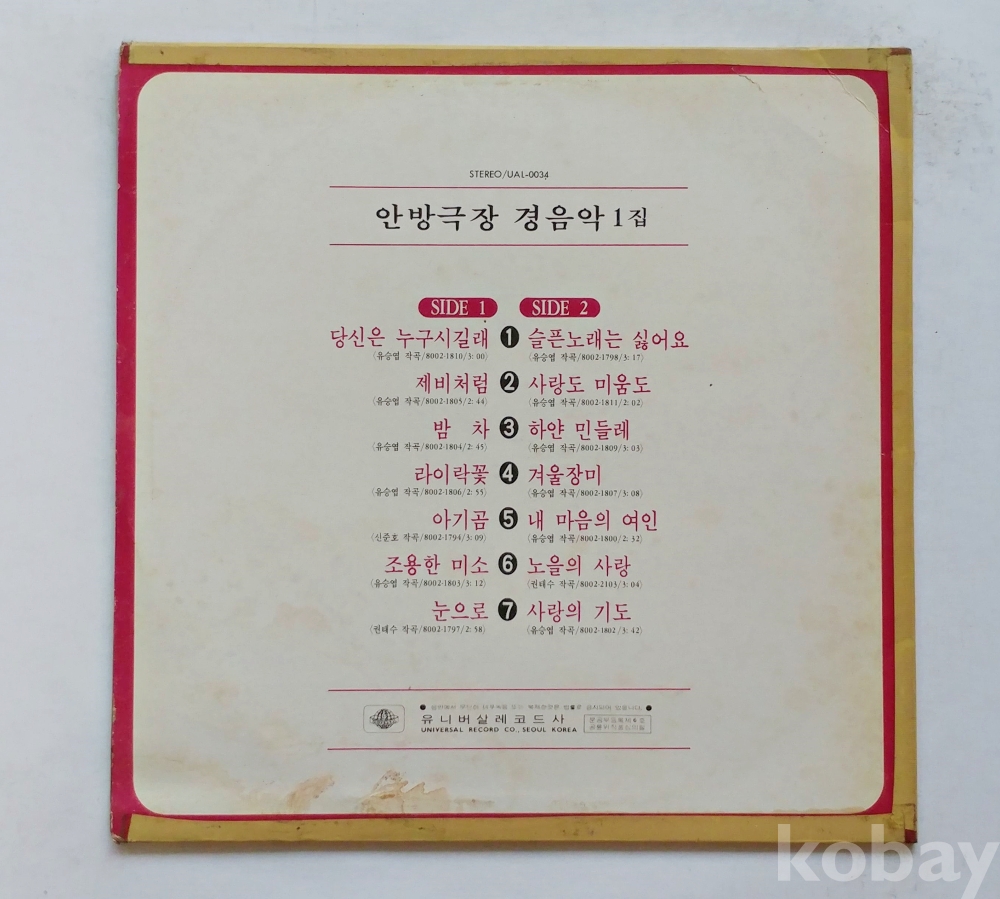 STEREO/UAL-0034
안방극장 경음악 1집
SIDE 1 SIDE 2
당신은 누구시길래 1 슬픈노래는 싫어요
(유승엽 작곡/8002-1810/3:00) (유승엽 작곡/8002-1798/3:17)
제비처럼 2 사랑도 미움도
(유승엽 작곡/8002-1805/2:44) (유승엽 작곡/8002-1811/2:02)
밤 차 3 하얀 민들레
(유승엽 작곡/8002-1804/2:45) (유승엽 작곡/8002-1809/3:03)
라이락꽃 4 겨울장미
(유승엽 작곡/8002-1806/2:55) (유승엽 작곡/8002-1807/3:08)
아기곰 5 내 마음의 여인
(신준호 작곡/8002-1794/3:09) (유승엽 작곡/8002-1800/2:32)
조용한 미소 6 노을의 사랑
(유승엽 작곡/8002-1803/3:12) (권태수 작곡/8002-2103/3:04)
눈으로 7 사랑의 기도
(권태수 작곡/8002-1797/2:58) (유승엽 작곡/8002-1802/3:42)
유니버살레코드사
UNIVERSAL RECORD CO., SEOUL KOREA
kobay